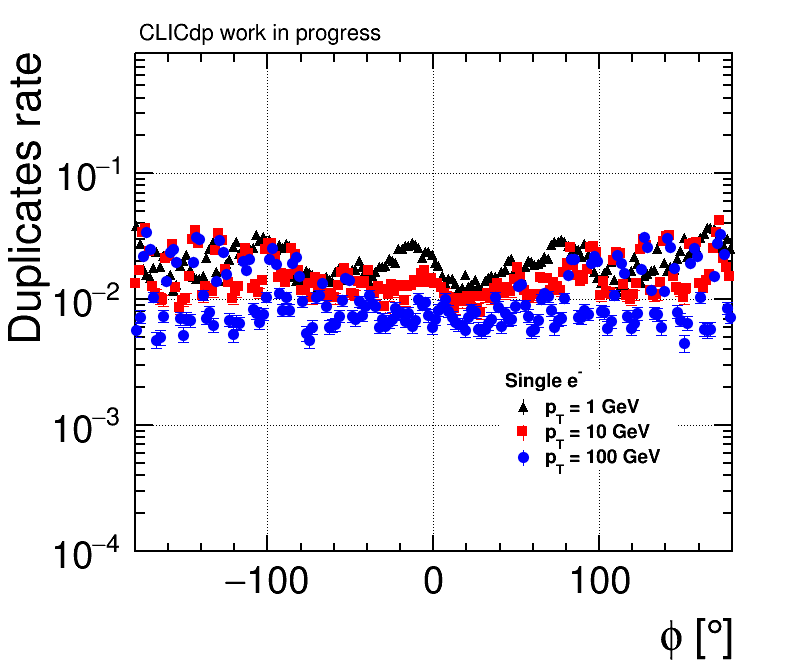 CLICdp work in progress
Duplicates rate
10⁻¹
10⁻²
10⁻³
10⁻⁴
Single e⁻
p_T = 1 GeV
p_T = 10 GeV
p_T = 100 GeV
−100 0 100
ϕ [°]